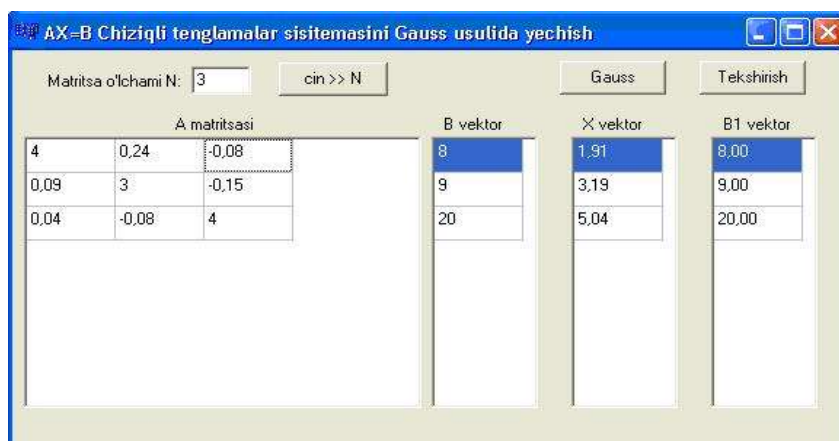 AX=B Chiziqli tenglamalar sisitemasini Gauss usulida yechish
Matritsa o'lchami N: 3 cin >> N Gauss Tekshirish
A matritsasi B vektor X vektor B1 vektor
4 0,24 -0,08 8 1,91 8,00
0,09 3 -0,15 9 3,19 9,00
0,04 -0,08 4 20 5,04 20,00